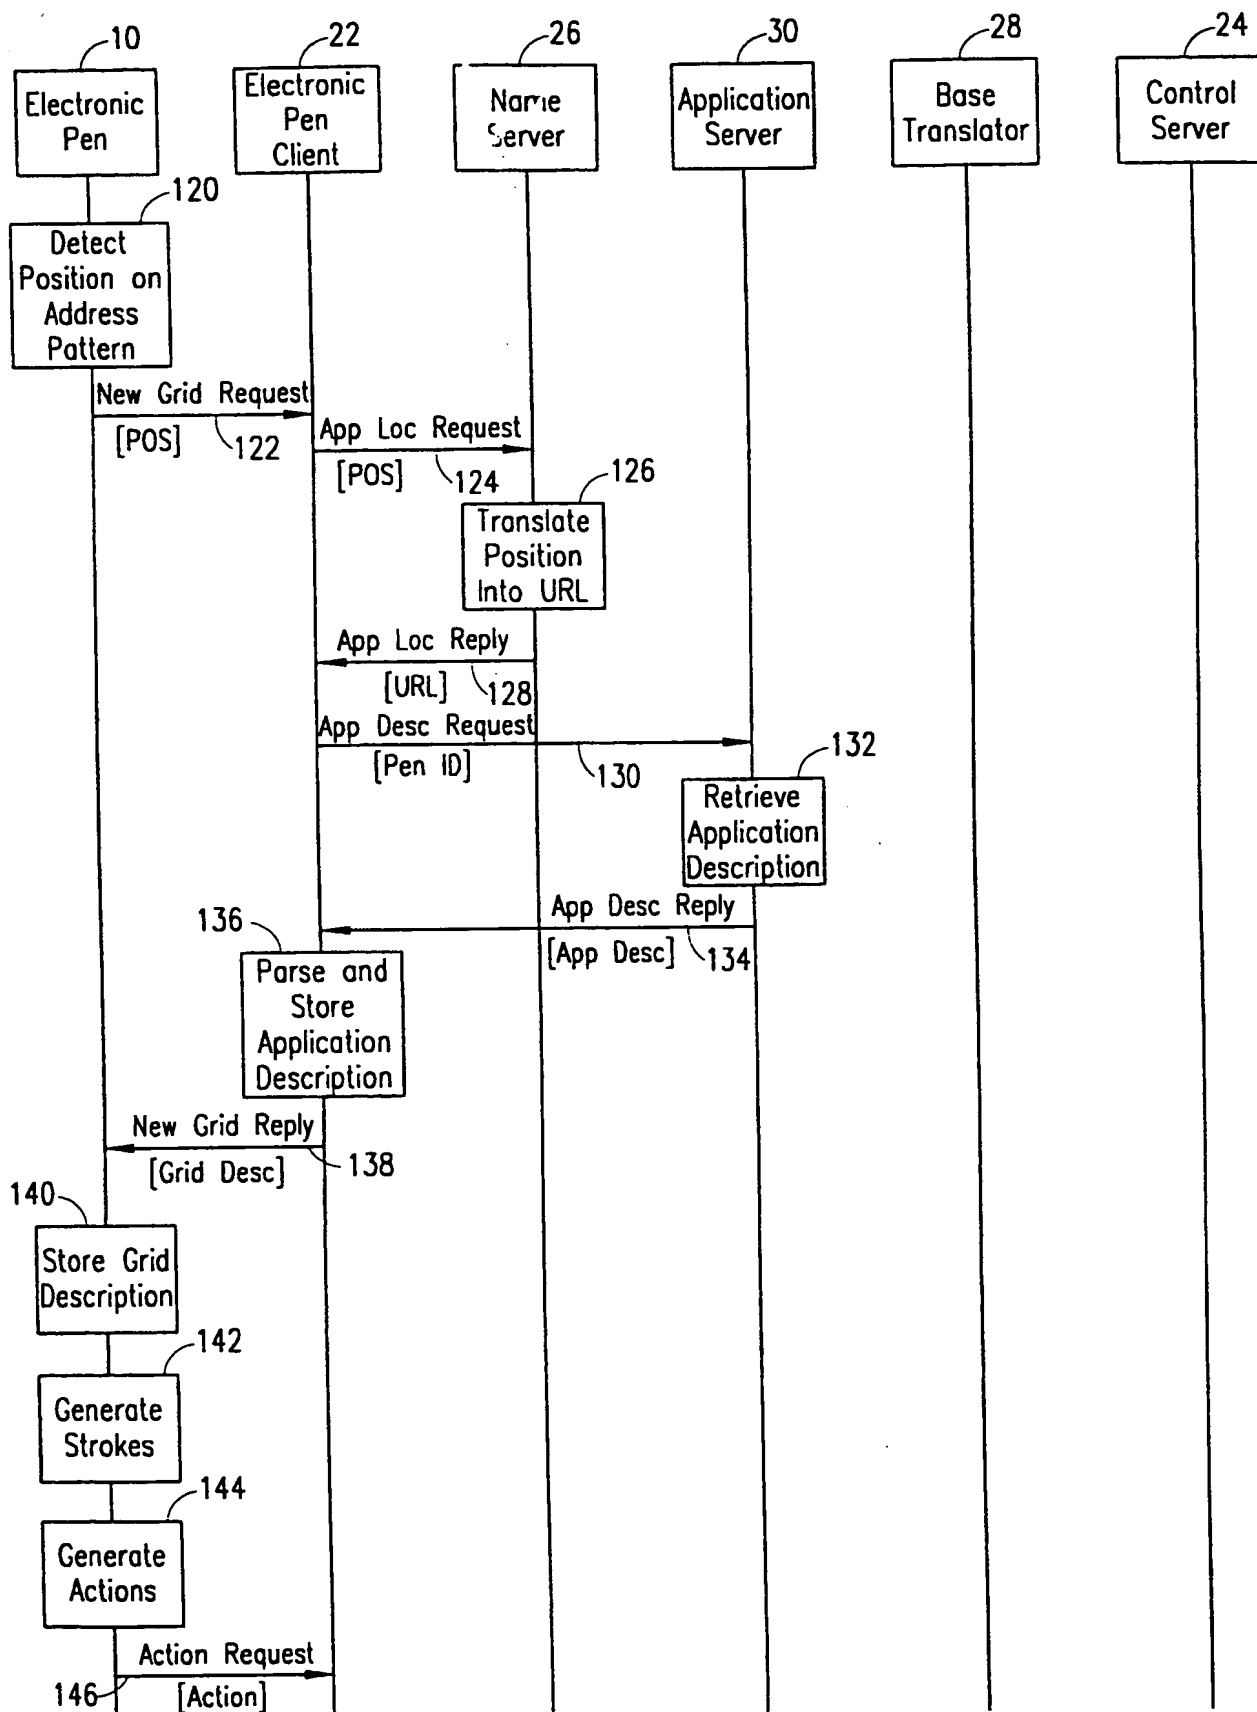 10
22
26
30
28
24
Electronic
Pen
Electronic
Pen
Client
Name
Server
Application
Server
Base
Translator
Control
Server
120
Detect
Position on
Address
Pattern
New Grid Request
[POS]
122
App Loc Request
[POS]
124
126
Translate
Position
Into URL
App Loc Reply
[URL]
128
App Desc Request
[Pen ID]
130
132
Retrieve
Application
Description
App Desc Reply
[App Desc]
134
136
Parse and
Store
Application
Description
New Grid Reply
[Grid Desc]
138
140
Store Grid
Description
142
Generate
Strokes
144
Generate
Actions
Action Request
146
[Action]